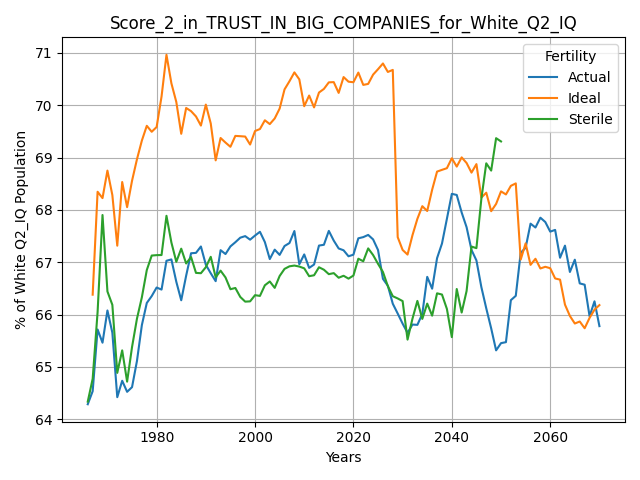 Score_2_in_TRUST_IN_BIG_COMPANIES_for_White_Q2_IQ
Fertility
Actual
Ideal
Sterile
% of White Q2_IQ Population
71
70
69
68
67
66
65
64
1980
2000
2020
2040
2060
Years